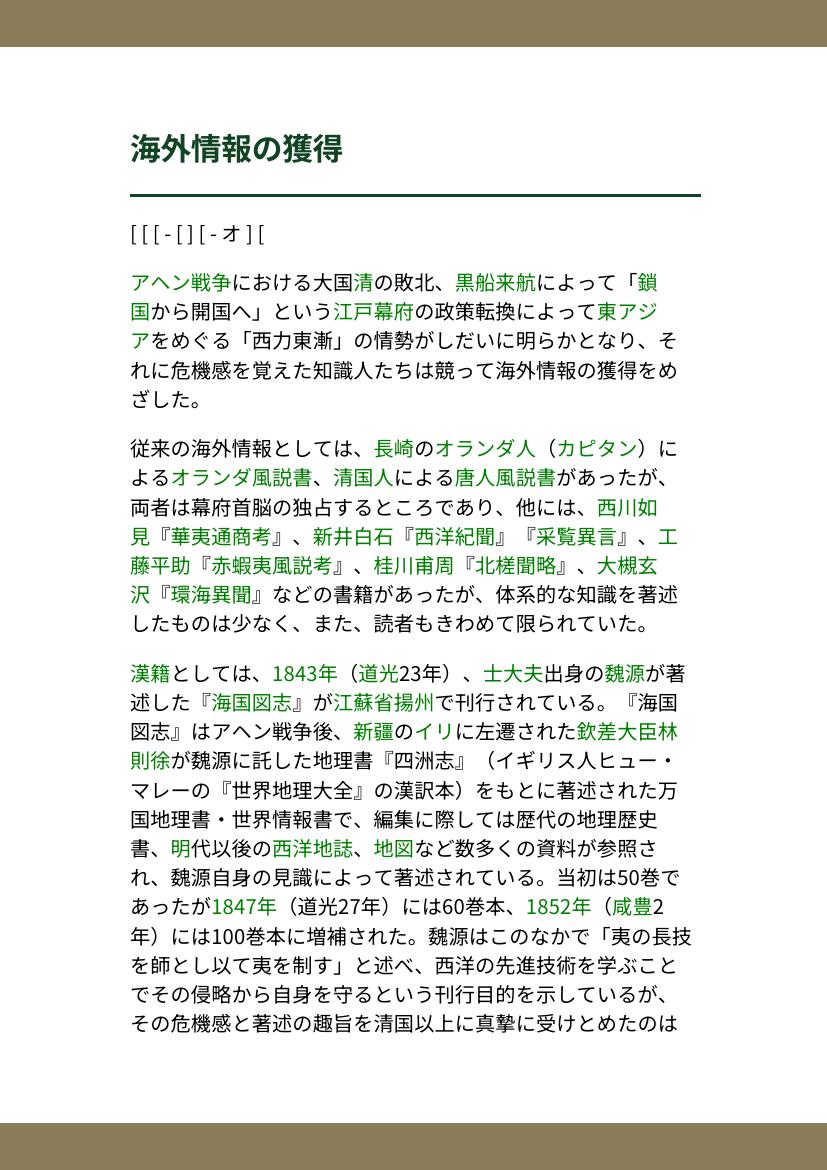 海外情報の獲得
[ [ [ - [ ] [ - オ ] [
アヘン戦争における大国清の敗北、黒船来航によって「鎖
国から開国へ」という江戸幕府の政策転換によって東アジ
アをめぐる「西力東漸」の情勢がしだいに明らかとなり、そ
れに危機感を覚えた知識人たちは競って海外情報の獲得をめ
ざした。
従来の海外情報としては、長崎のオランダ人（カピタン）に
よるオランダ風説書、清国人による唐人風説書があったが、
両者は幕府首脳の独占するところであり、他には、西川如
見『華夷通商考』、新井白石『西洋紀聞』『采覧異言』、工
藤平助『赤蝦夷風説考』、桂川甫周『北槎聞略』、大槻玄
沢『環海異聞』などの書籍があったが、体系的な知識を著述
したものは少なく、また、読者もきわめて限られていた。
漢籍としては、1843年（道光23年）、士大夫出身の魏源が著
述した『海国図志』が江蘇省揚州で刊行されている。『海国
図志』はアヘン戦争後、新疆のイリに左遷された欽差大臣林
則徐が魏源に託した地理書『四洲志』（イギリス人ヒュー・
マレーの『世界地理大全』の漢訳本）をもとに著述された万
国地理書・世界情報書で、編集に際しては歴代の地理歴史
書、明代以後の西洋地誌、地図など数多くの資料が参照さ
れ、魏源自身の見識によって著述されている。当初は50巻で
あったが1847年（道光27年）には60巻本、1852年（咸豊2
年）には100巻本に増補された。魏源はこのなかで「夷の長技
を師とし以て夷を制す」と述べ、西洋の先進技術を学ぶこと
でその侵略から自身を守るという刊行目的を示しているが、
その危機感と著述の趣旨を清国以上に真摯に受けとめたのは